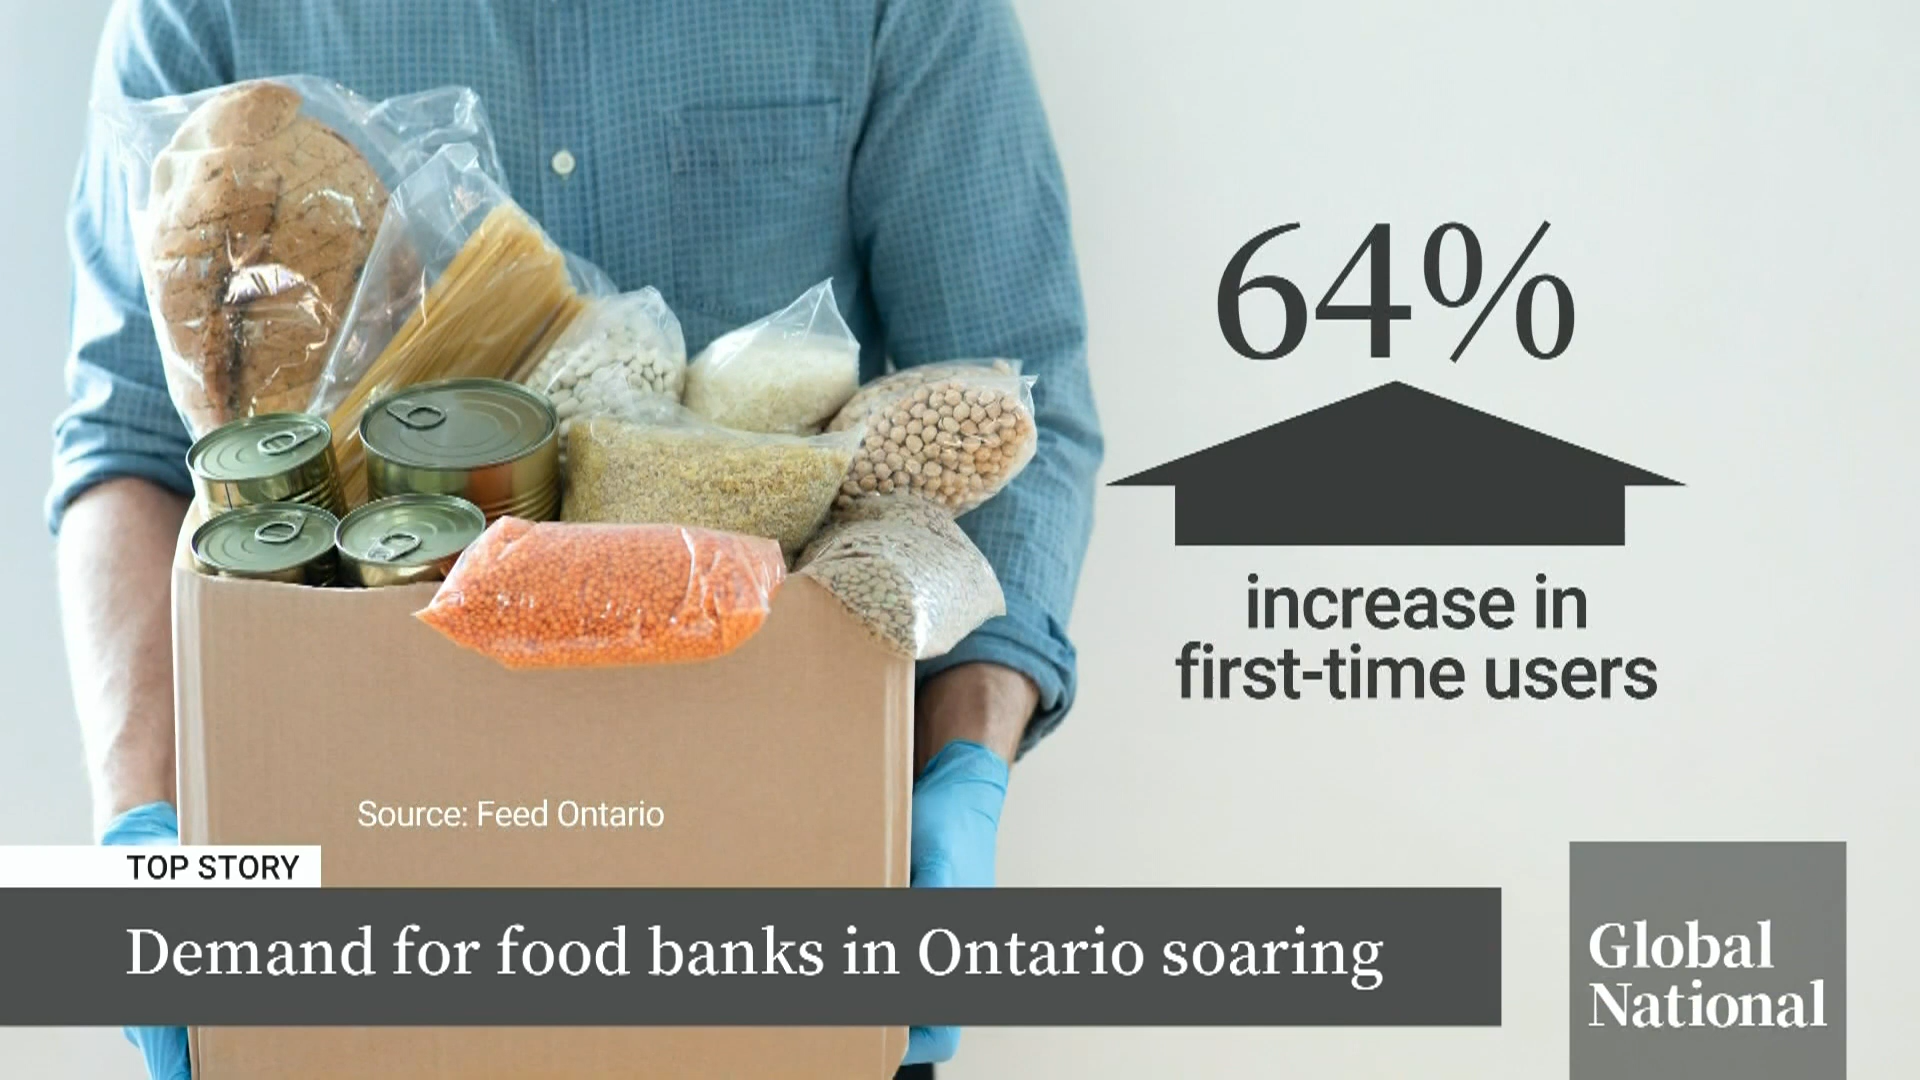 64%
increase in
first-time users
Source: Feed Ontario
TOP STORY
Demand for food banks in Ontario soaring
Global
National